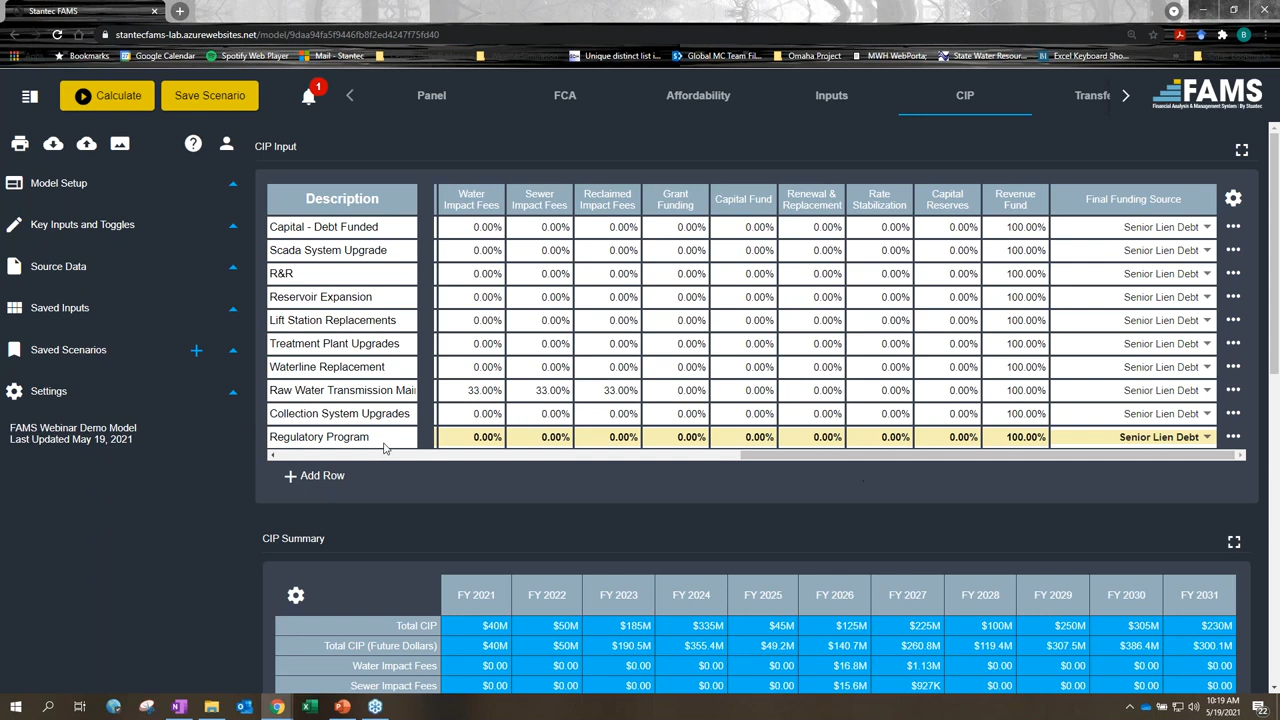 Stantec FAMS
stantecfams-lab.azurewebsites.net/model/9daa94fa5f9446fb8f2ed4247f75fd40
Bookmarks Google Calendar Spotify Web Player Mail - Stantec Unique distinct list i... Global MC Team Fil... Omaha Project MWH WebPorta; State Water Resour... Excel Keyboard Sho...
Calculate Save Scenario 1 Panel FCA Affordability Inputs CIP Transfe
FAMS
Financial Analysis & Management System | By Stantec
Model Setup
Key Inputs and Toggles
Source Data
Saved Inputs
Saved Scenarios
Settings
FAMS Webinar Demo Model
Last Updated May 19, 2021
CIP Input
Description Water Impact Fees Sewer Impact Fees Reclaimed Impact Fees Grant Funding Capital Fund Renewal & Replacement Rate Stabilization Capital Reserves Revenue Fund Final Funding Source
Capital - Debt Funded 0.00% 0.00% 0.00% 0.00% 0.00% 0.00% 0.00% 0.00% 100.00% Senior Lien Debt
Scada System Upgrade 0.00% 0.00% 0.00% 0.00% 0.00% 0.00% 0.00% 0.00% 100.00% Senior Lien Debt
R&R 0.00% 0.00% 0.00% 0.00% 0.00% 0.00% 0.00% 0.00% 100.00% Senior Lien Debt
Reservoir Expansion 0.00% 0.00% 0.00% 0.00% 0.00% 0.00% 0.00% 0.00% 100.00% Senior Lien Debt
Lift Station Replacements 0.00% 0.00% 0.00% 0.00% 0.00% 0.00% 0.00% 0.00% 100.00% Senior Lien Debt
Treatment Plant Upgrades 0.00% 0.00% 0.00% 0.00% 0.00% 0.00% 0.00% 0.00% 100.00% Senior Lien Debt
Waterline Replacement 0.00% 0.00% 0.00% 0.00% 0.00% 0.00% 0.00% 0.00% 100.00% Senior Lien Debt
Raw Water Transmission Mai 33.00% 33.00% 33.00% 0.00% 0.00% 0.00% 0.00% 0.00% 100.00% Senior Lien Debt
Collection System Upgrades 0.00% 0.00% 0.00% 0.00% 0.00% 0.00% 0.00% 0.00% 100.00% Senior Lien Debt
Regulatory Program 0.00% 0.00% 0.00% 0.00% 0.00% 0.00% 0.00% 0.00% 100.00% Senior Lien Debt
Add Row
CIP Summary
FY 2021 FY 2022 FY 2023 FY 2024 FY 2025 FY 2026 FY 2027 FY 2028 FY 2029 FY 2030 FY 2031
Total CIP $40M $50M $185M $335M $45M $125M $225M $100M $250M $305M $230M
Total CIP (Future Dollars) $40M $50M $190.5M $355.4M $49.2M $140.7M $260.8M $119.4M $307.5M $386.4M $300.1M
Water Impact Fees $0.00 $0.00 $0.00 $0.00 $0.00 $16.8M $1.13M $0.00 $0.00 $0.00 $0.00
Sewer Impact Fees $0.00 $0.00 $0.00 $0.00 $0.00 $15.6M $927K $0.00 $0.00 $0.00 $0.00
10:19 AM
5/19/2021
22